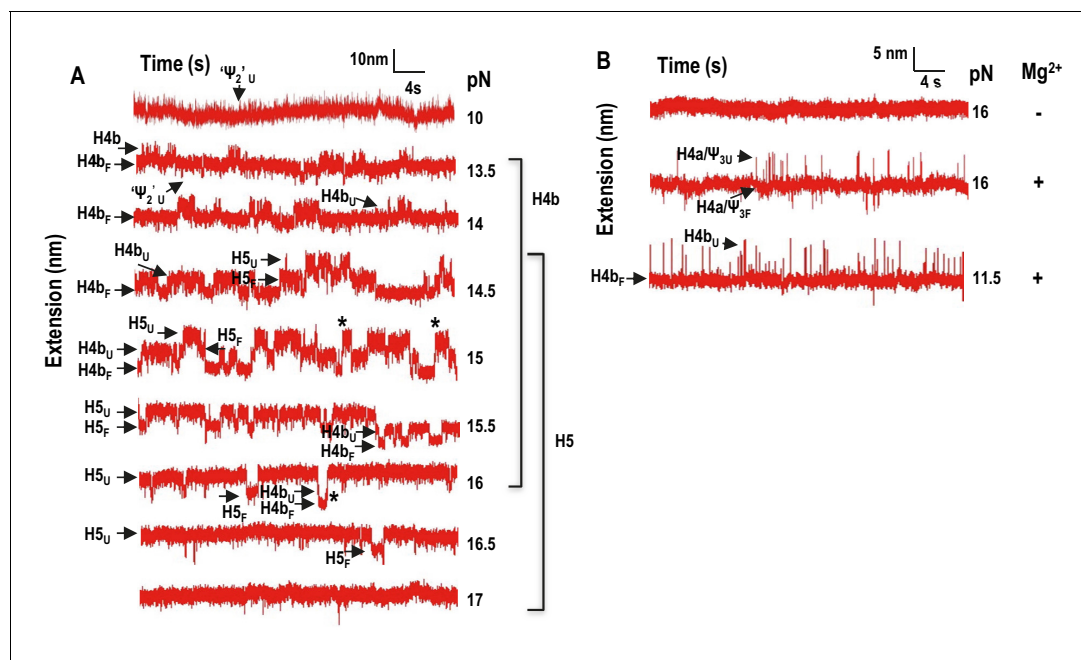 A
Time (s)
10nm
4s
pN
'Ψ2'U
10
H4b
H4bF
13.5
'Ψ2'U
H4bU
H4bF
14
H4b
H4bU
H5U
H5F
H4bF
14.5
H5U
H5F
H4bU
H4bF
*
*
15
H5U
H5F
H4bU
H4bF
15.5
H5
H5U
H5F
H4bU
H4bF
*
16
H5U
H5F
16.5
17
Extension (nm)
B
Time (s)
5 nm
4 s
pN
Mg2+
16
-
H4a/Ψ3U
H4a/Ψ3F
16
+
H4bU
H4bF
11.5
+
Extension (nm)